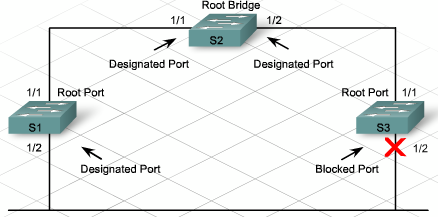 Root Bridge
1/1
1/2
S2
Designated Port
Designated Port
1/1
Root Port
Root Port
1/1
S1
S3
1/2
1/2
Designated Port
Blocked Port